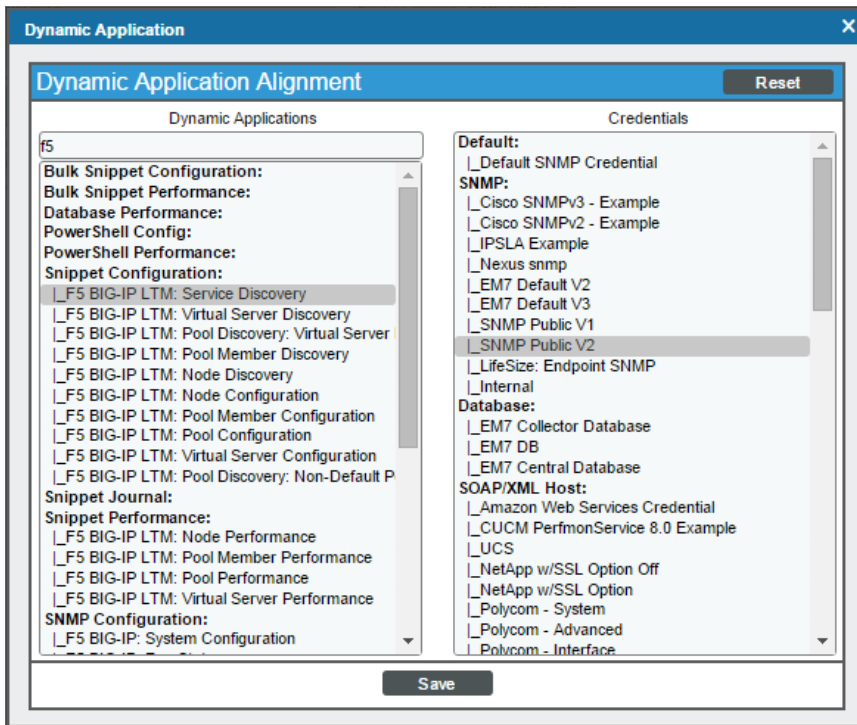 Dynamic Application
Dynamic Application Alignment
Reset
Dynamic Applications
f5
Bulk Snippet Configuration:
Bulk Snippet Performance:
Database Performance:
PowerShell Config:
PowerShell Performance:
Snippet Configuration:
|_F5 BIG-IP LTM: Service Discovery
|_F5 BIG-IP LTM: Virtual Server Discovery
|_F5 BIG-IP LTM: Pool Discovery: Virtual Server
|_F5 BIG-IP LTM: Pool Member Discovery
|_F5 BIG-IP LTM: Node Discovery
|_F5 BIG-IP LTM: Node Configuration
|_F5 BIG-IP LTM: Pool Member Configuration
|_F5 BIG-IP LTM: Pool Configuration
|_F5 BIG-IP LTM: Virtual Server Configuration
|_F5 BIG-IP LTM: Pool Discovery: Non-Default P
Snippet Journal:
Snippet Performance:
|_F5 BIG-IP LTM: Node Performance
|_F5 BIG-IP LTM: Pool Member Performance
|_F5 BIG-IP LTM: Pool Performance
|_F5 BIG-IP LTM: Virtual Server Performance
SNMP Configuration:
|_F5 BIG-IP: System Configuration
Credentials
Default:
|_Default SNMP Credential
SNMP:
|_Cisco SNMPv3 - Example
|_Cisco SNMPv2 - Example
|_IPSLA Example
|_Nexus snmp
|_EM7 Default V2
|_EM7 Default V3
|_SNMP Public V1
|_SNMP Public V2
|_LifeSize: Endpoint SNMP
|_Internal
Database:
|_EM7 Collector Database
|_EM7 DB
|_EM7 Central Database
SOAP/XML Host:
|_Amazon Web Services Credential
|_CUCM PerfmonService 8.0 Example
|_UCS
|_NetApp w/SSL Option Off
|_NetApp w/SSL Option
|_Polycom - System
|_Polycom - Advanced
|_Polycom - Interface
Save